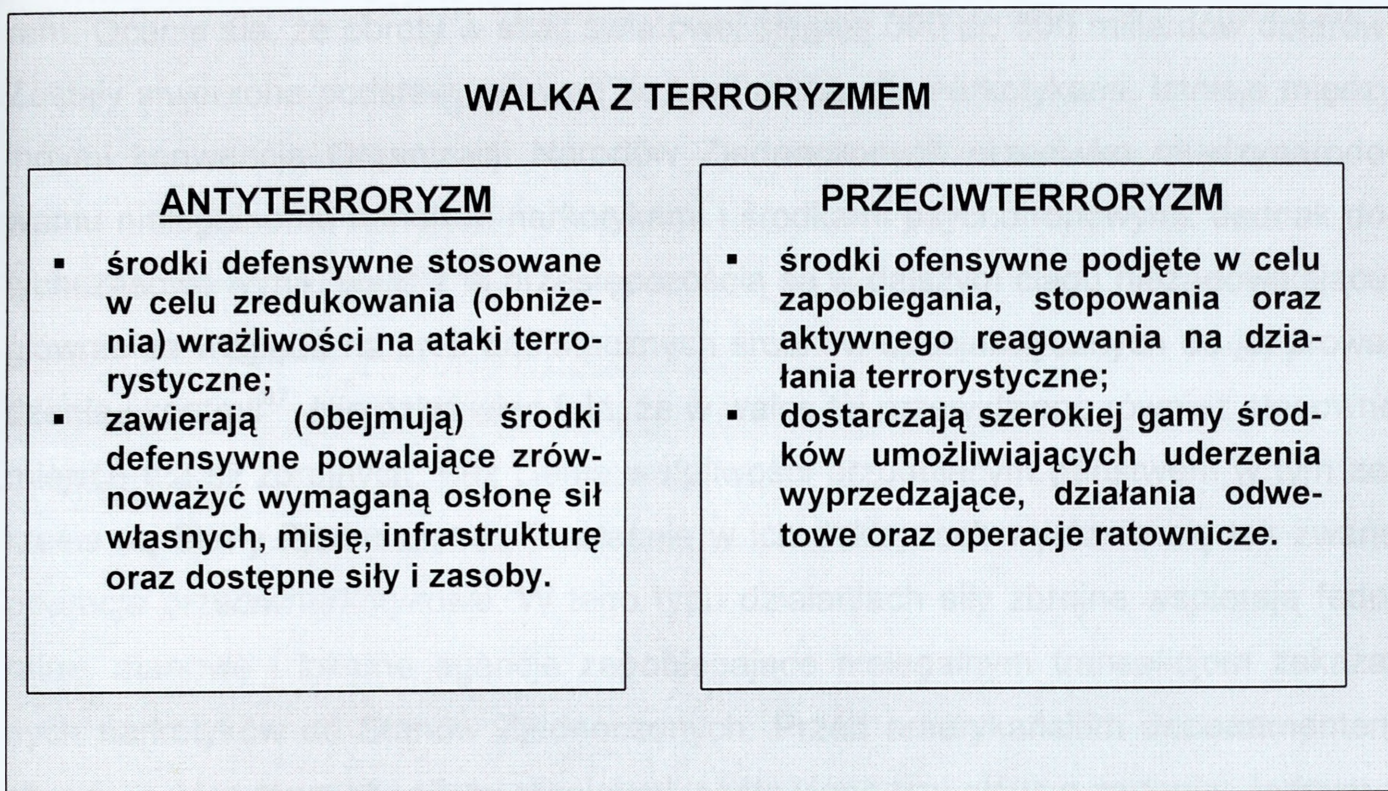 WALKA Z TERRORYZMEM
ANTYTERRORYZM
▪ środki defensywne stosowane
w celu zredukowania (obniże-
nia) wrażliwości na ataki terro-
rystyczne;
▪ zawierają (obejmują) środki
defensywne powalające zrów-
noważyć wymaganą osłonę sił
własnych, misję, infrastrukturę
oraz dostępne siły i zasoby.
PRZECIWTERRORYZM
▪ środki ofensywne podjęte w celu
zapobiegania, stopowania oraz
aktywnego reagowania na dzia-
łania terrorystyczne;
▪ dostarczają szerokiej gamy środ-
ków umożliwiających uderzenia
wyprzedzające, działania odwe-
towe oraz operacje ratownicze.